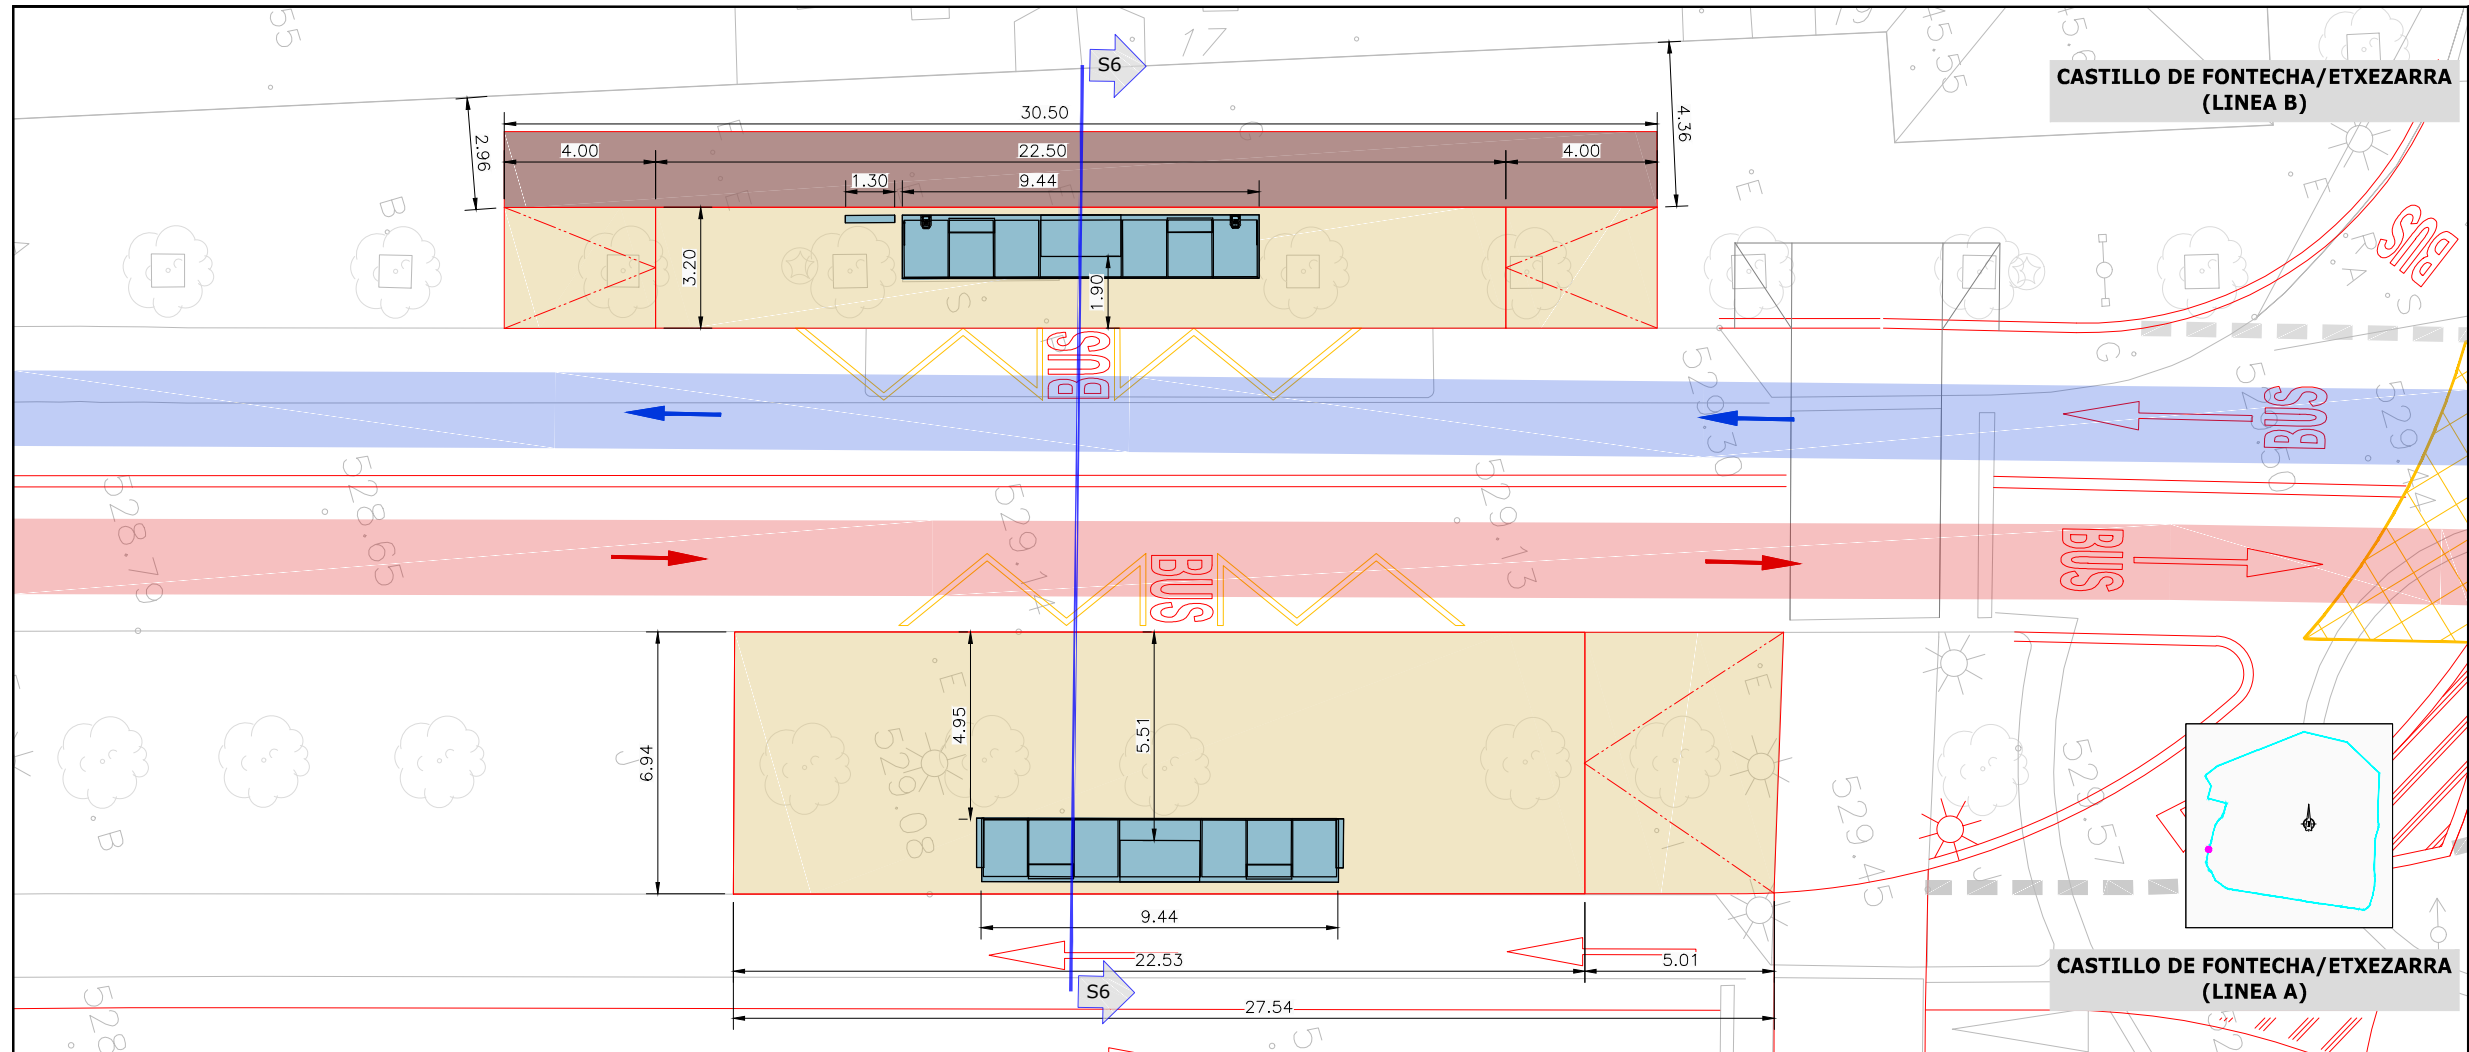 17
S6
CASTILLO DE FONTECHA/ETXEZARRA
(LINEA B)
30.50
2.96
4.36
4.00
22.50
4.00
1.30
9.44
3.20
1.90
BUS
BUS
BUS
529.30
528.79
528.65
529.14
529.13
BUS
BUS
4.95
5.51
6.94
529.08
529.45
529.57
9.44
22.53
5.01
27.54
S6
CASTILLO DE FONTECHA/ETXEZARRA
(LINEA A)